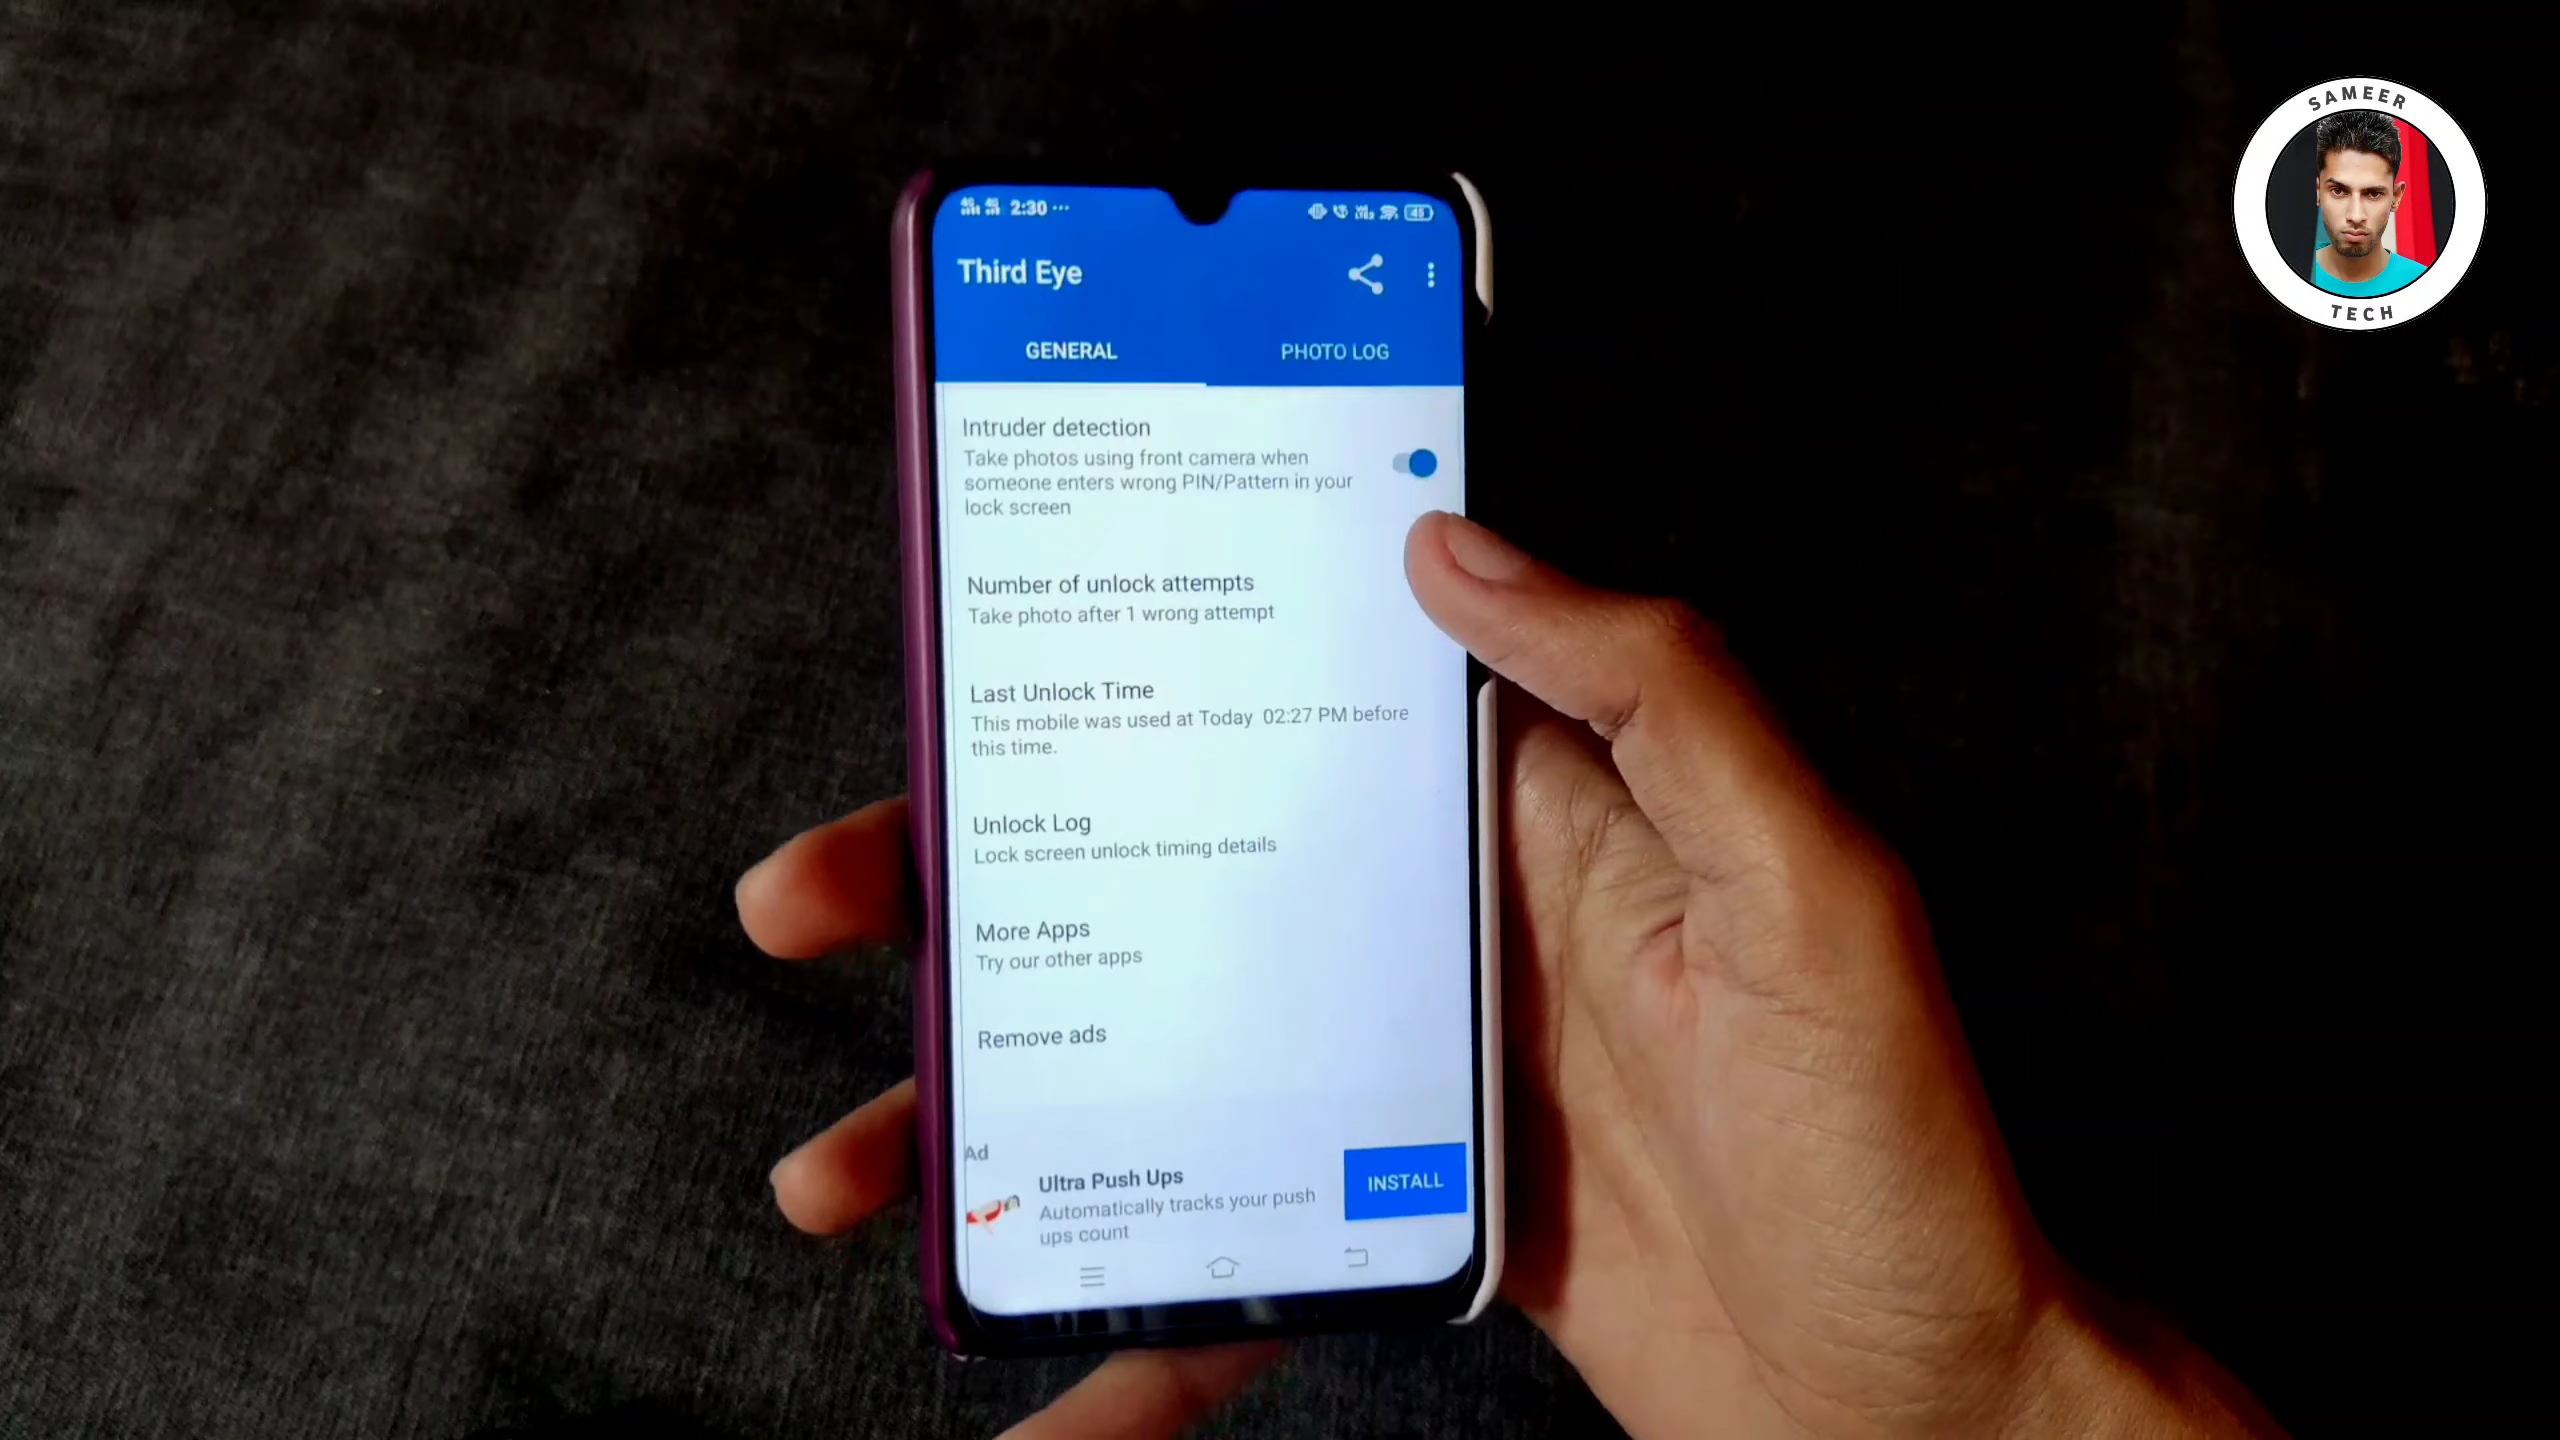 SAMEER
TECH
2:30 ...
45
Third Eye
GENERAL
PHOTO LOG
Intruder detection
Take photos using front camera when
someone enters wrong PIN/Pattern in your
lock screen
Number of unlock attempts
Take photo after 1 wrong attempt
Last Unlock Time
This mobile was used at Today 02:27 PM before
this time.
Unlock Log
Lock screen unlock timing details
More Apps
Try our other apps
Remove ads
Ad
Ultra Push Ups
Automatically tracks your push
ups count
INSTALL